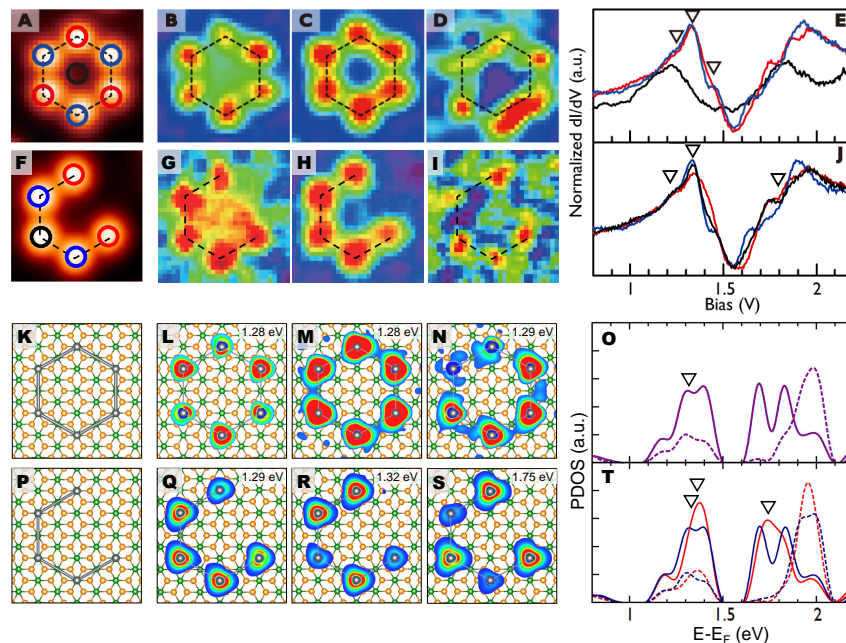 A
B
C
D
E
Normalized dI/dV (a.u.)
F
G
H
I
J
1
1.5
2
Bias (V)
K
L
1.28 eV
M
1.28 eV
N
1.29 eV
O
PDOS (a.u.)
P
Q
1.29 eV
R
1.32 eV
S
1.75 eV
T
1
1.5
2
E-E_F (eV)